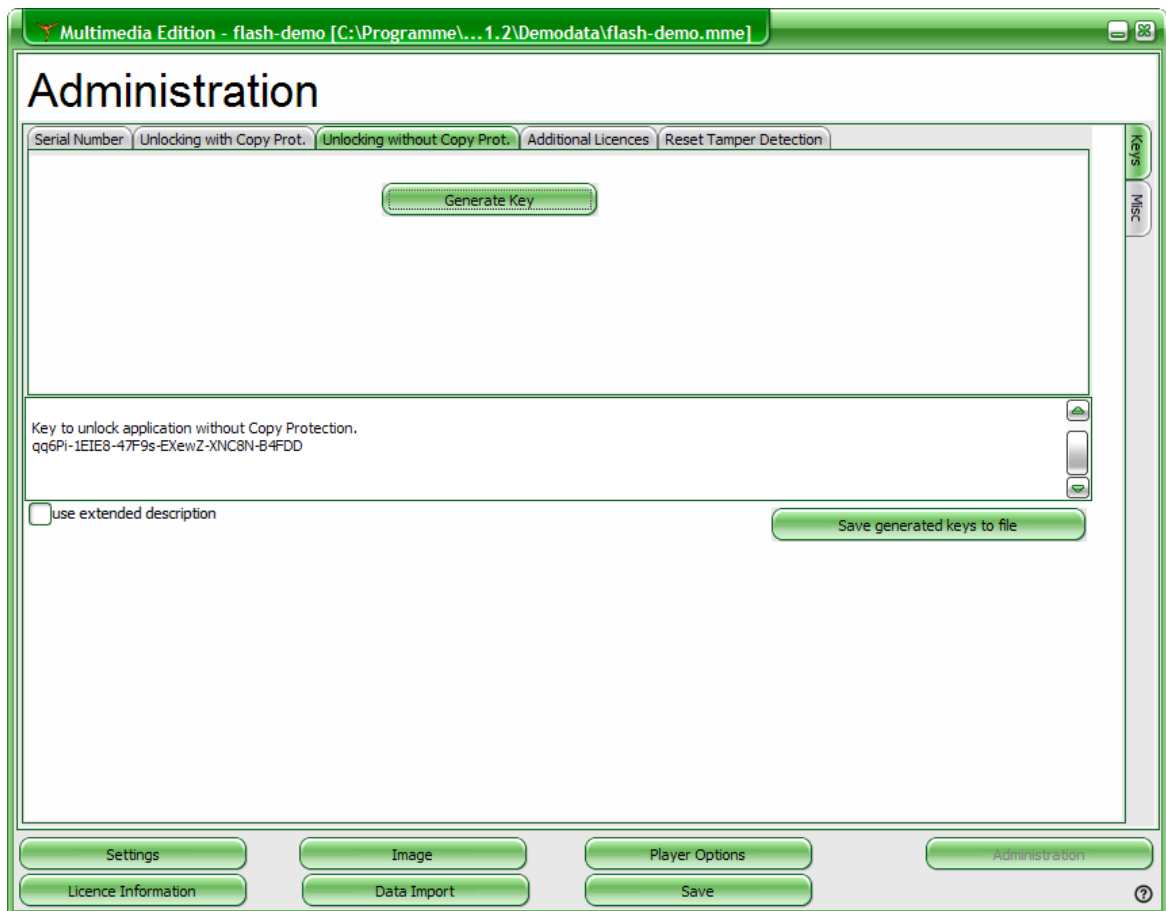 Multimedia Edition - flash-demo [C:\Programme\...1.2\Demodata\flash-demo.mme]
Administration
Serial Number Unlocking with Copy Prot. Unlocking without Copy Prot. Additional Licences Reset Tamper Detection
Keys
Misc
Generate Key
Key to unlock application without Copy Protection.
qq6Pi-1EIE8-47F9s-EXewZ-XNC8N-B4FDD
use extended description
Save generated keys to file
Settings Image Player Options Administration
Licence Information Data Import Save